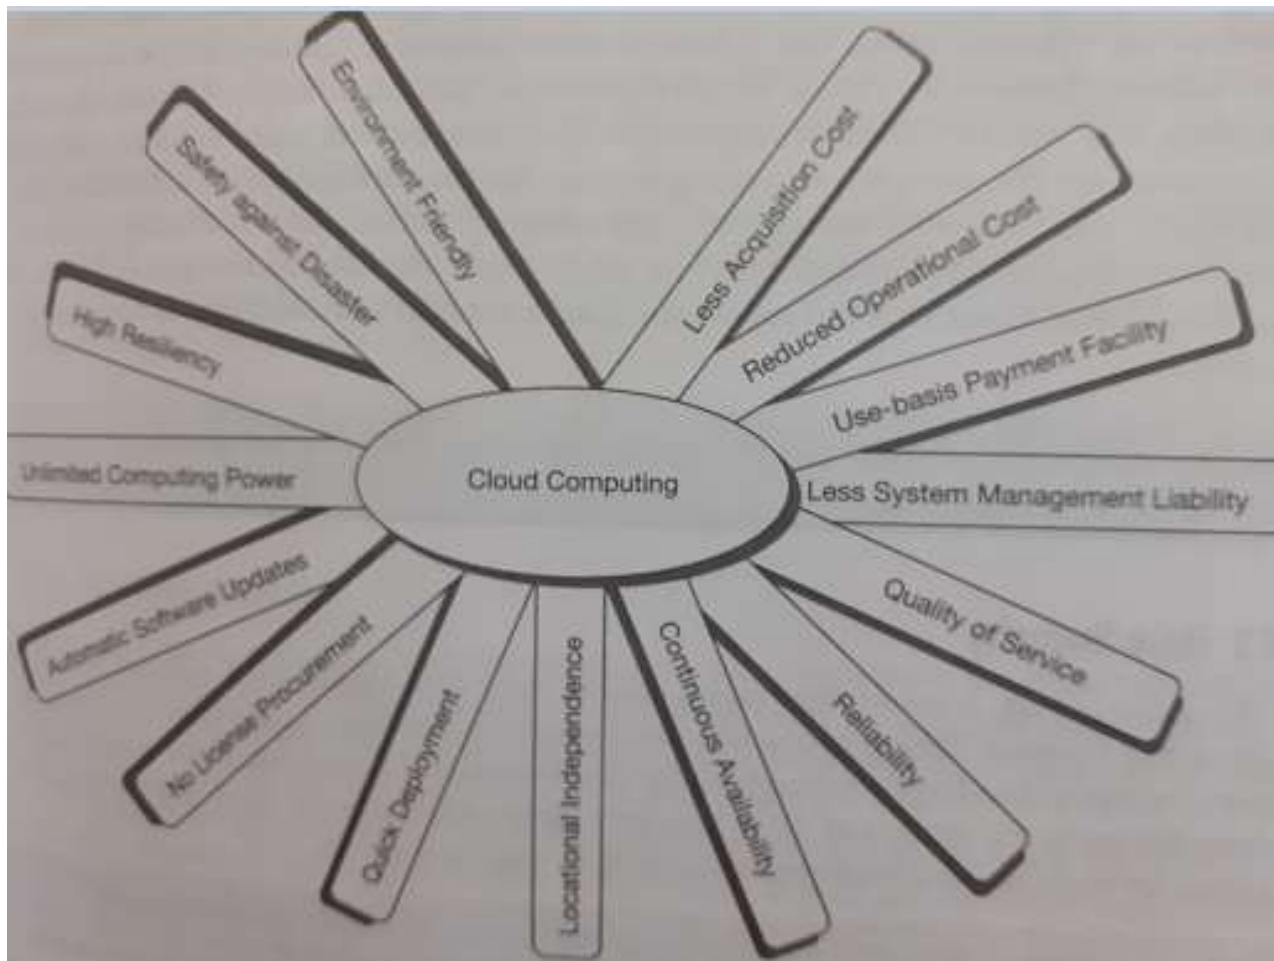 Cloud Computing
Less Acquisition Cost
Reduced Operational Cost
Use-basis Payment Facility
Less System Management Liability
Quality of Service
Reliability
Continuous Availability
Locational Independence
Quick Deployment
No License Procurement
Automatic Software Updates
Unlimited Computing Power
High Resiliency
Safety against Disaster
Environment Friendly